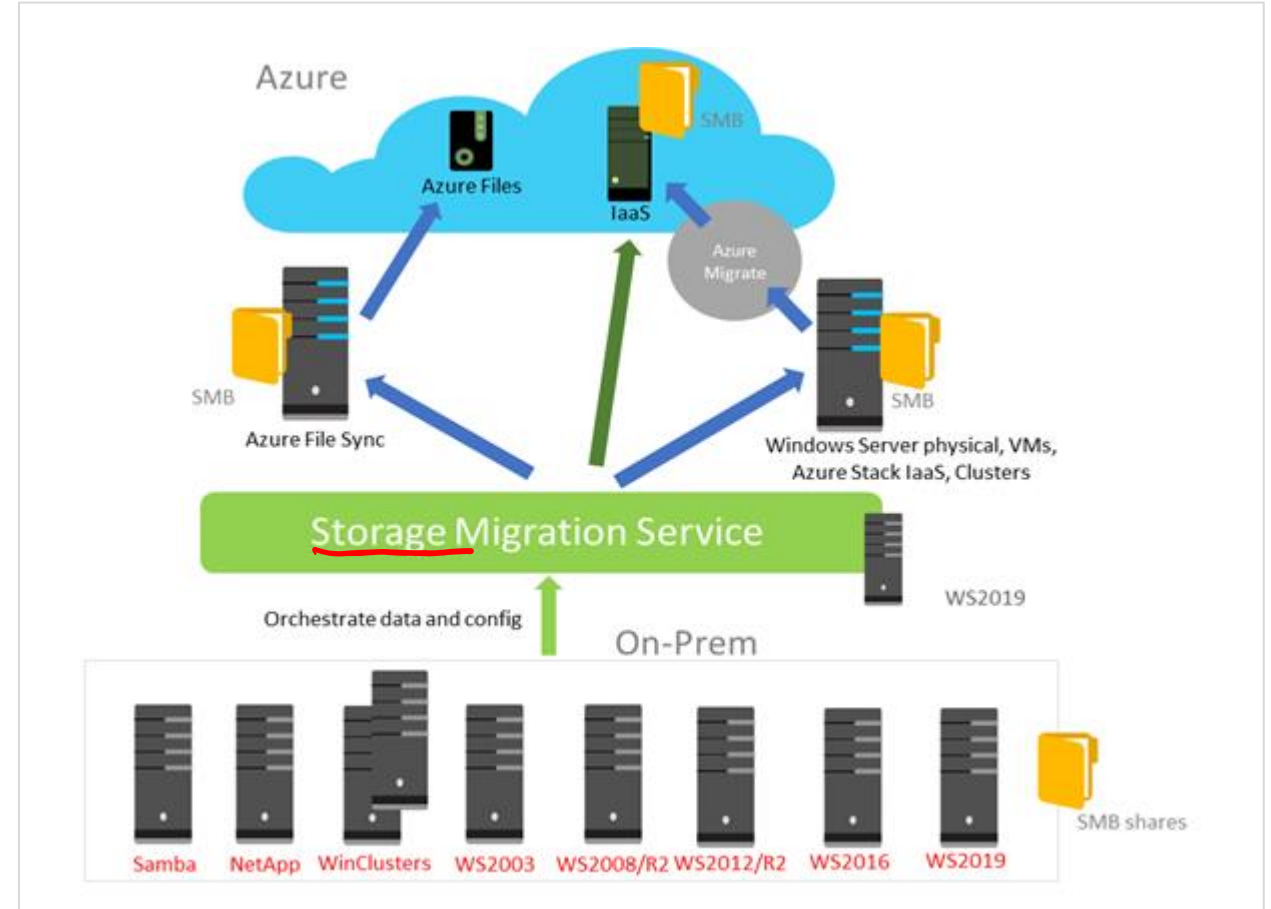 Azure
SMB
Azure Files
IaaS
Azure
Migrate
SMB
Azure File Sync
SMB
Windows Server physical, VMs,
Azure Stack IaaS, Clusters
Storage Migration Service
WS2019
Orchestrate data and config
On-Prem
Samba
NetApp
WinClusters
WS2003
WS2008/R2
WS2012/R2
WS2016
WS2019
SMB shares